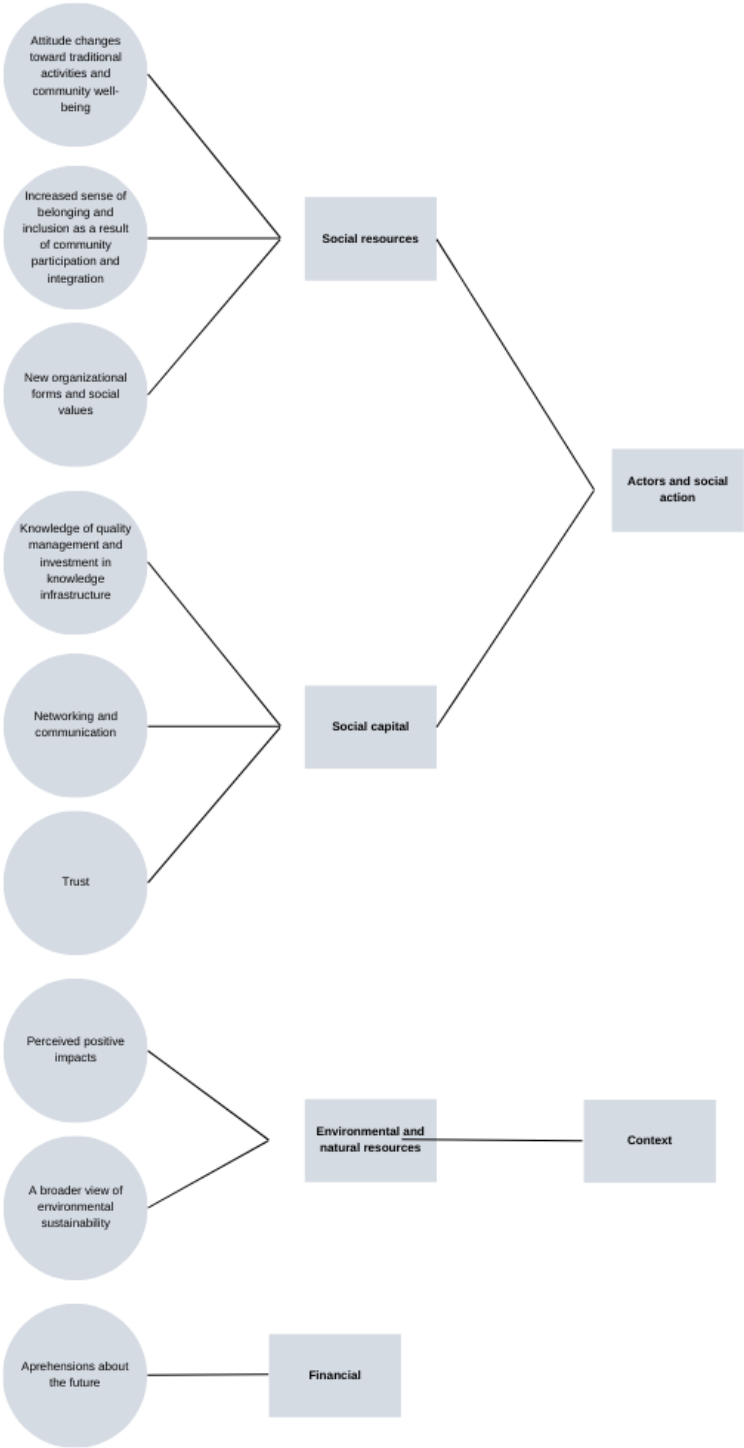 Attitude changes
toward traditional
activities and
community well-
being
Increased sense of
belonging and
inclusion as a result
of community
participation and
integration
Social resources
New organizational
forms and social
values
Actors and social
action
Knowledge of quality
management and
investment in
knowledge
infrastructure
Networking and
communication
Social capital
Trust
Perceived positive
impacts
Environmental and
natural resources
Context
A broader view of
environmental
sustainability
Aprehensions about
the future
Financial